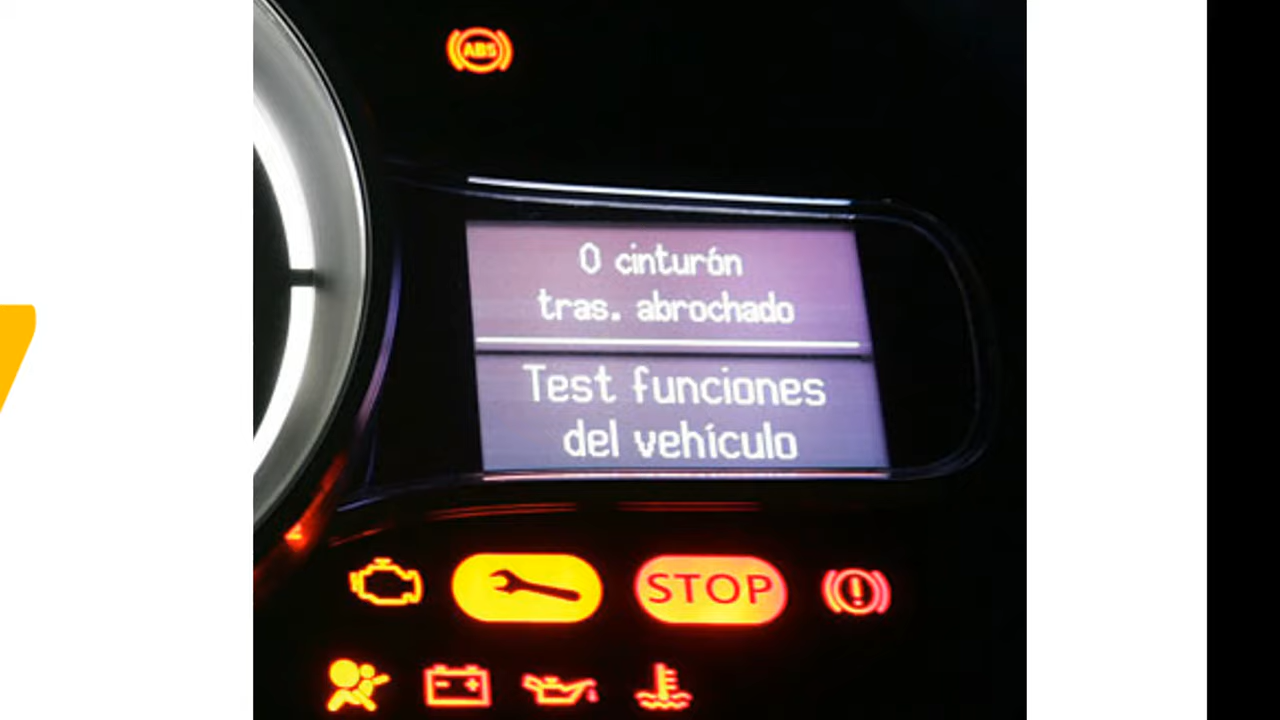 ABS
0 cinturón
tras. abrochado
Test funciones
del vehículo
STOP